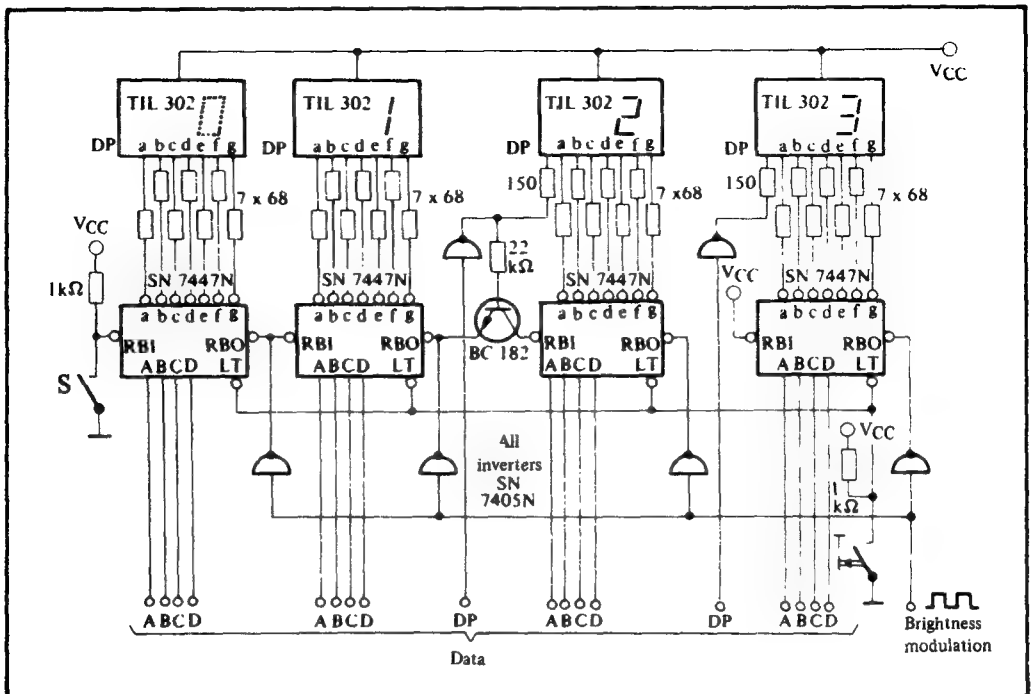 VCC
TIL 302 TIL 302 TIL 302 TIL 302
DP a b c d e f g DP a b c d e f g DP a b c d e f g DP a b c d e f g
7 x 68 7 x 68 150 7 x68 150 7 x 68
VCC
1kΩ
22
kΩ
VCC
SN 7447N SN 7447N SN 7447N SN 7447N
a b c d e f g a b c d e f g a b c d e f g a b c d e f g
RBI RBO RBI RBO BC 182 RBI RBO RBI RBO
A B C D LT A B C D LT A B C D LT A B C D LT
S
All
inverters
SN
7405N
VCC
1
kΩ
A B C D A B C D DP A B C D DP A B C D
Brightness
modulation
Data